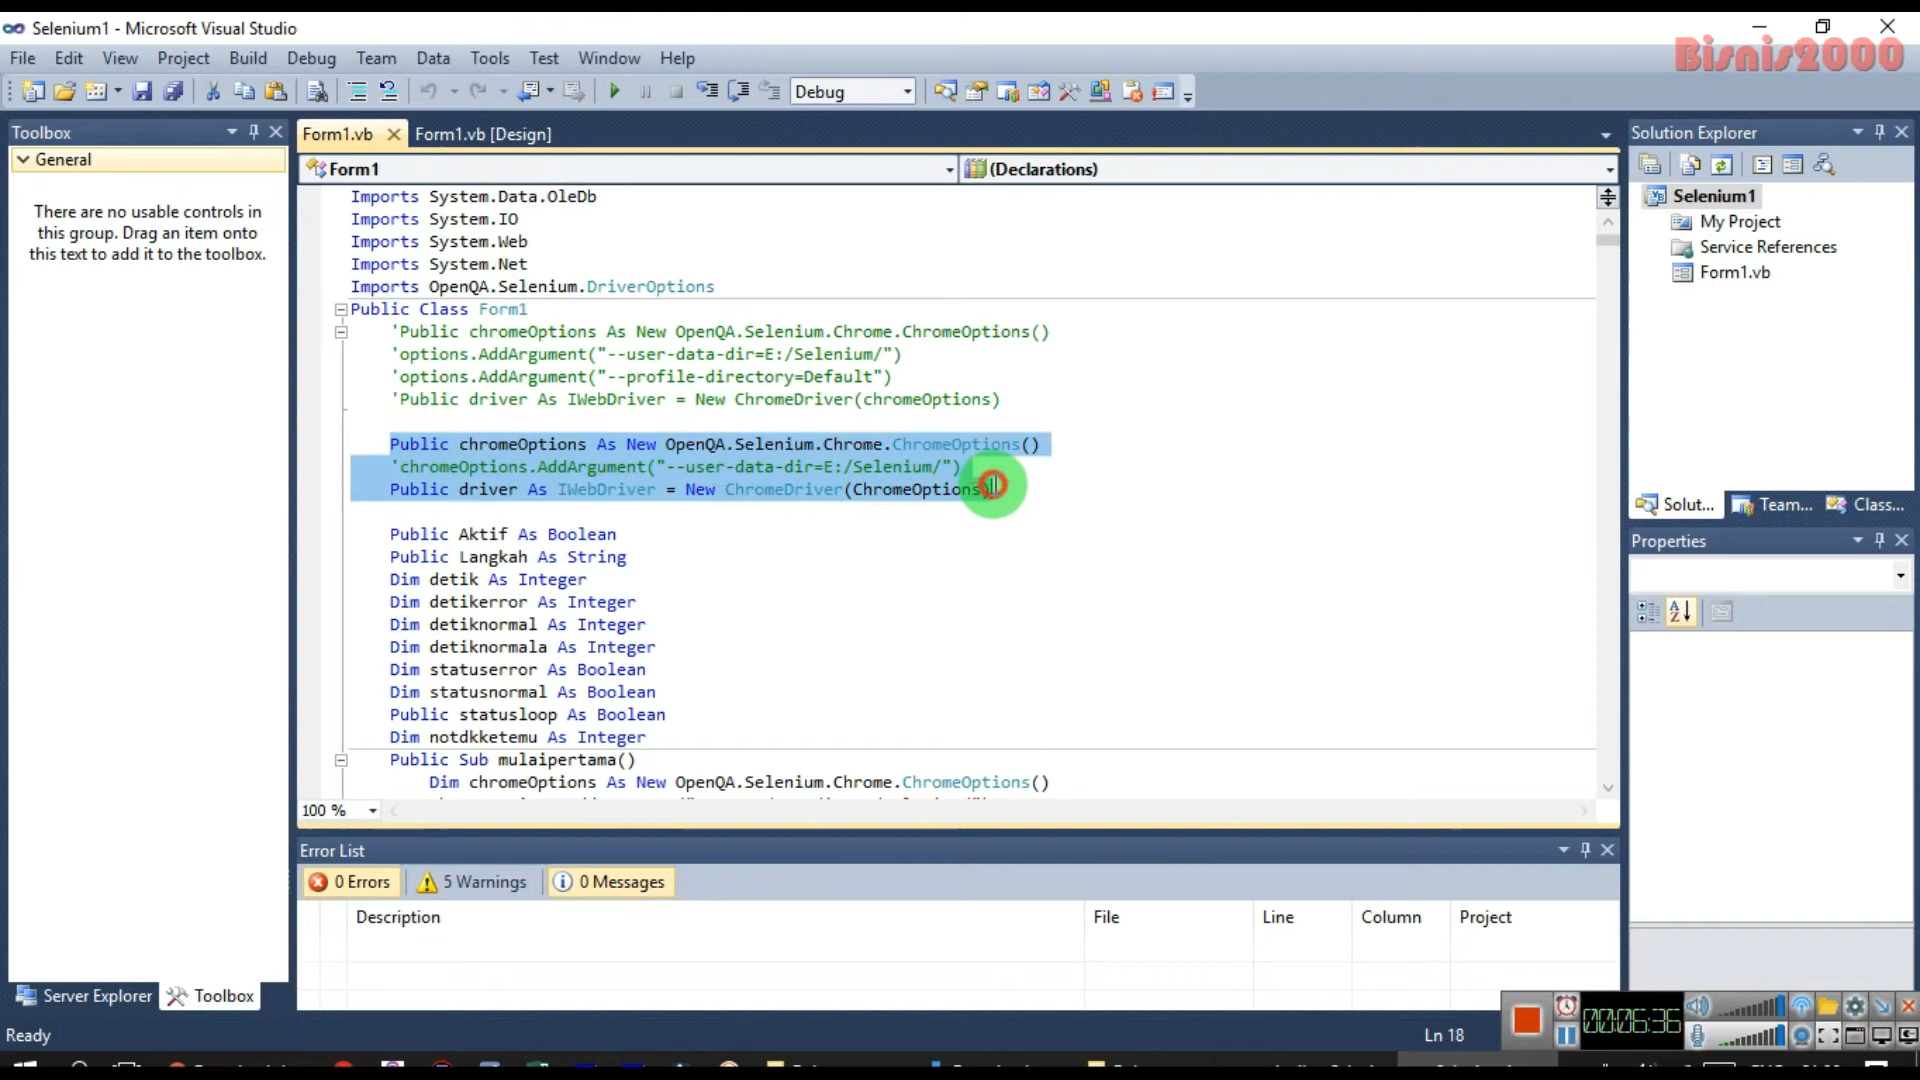 Selenium1 - Microsoft Visual Studio
Bisnis2000
File Edit View Project Build Debug Team Data Tools Test Window Help
Debug
Toolbox
General
There are no usable controls in
this group. Drag an item onto
this text to add it to the toolbox.
Server Explorer Toolbox
Form1.vb Form1.vb [Design]
Form1 (Declarations)
Imports System.Data.OleDb
Imports System.IO
Imports System.Web
Imports System.Net
Imports OpenQA.Selenium.DriverOptions
Public Class Form1
'Public chromeOptions As New OpenQA.Selenium.Chrome.ChromeOptions()
'options.AddArgument("--user-data-dir=E:/Selenium/")
'options.AddArgument("--profile-directory=Default")
'Public driver As IWebDriver = New ChromeDriver(chromeOptions)
Public chromeOptions As New OpenQA.Selenium.Chrome.ChromeOptions()
'chromeOptions.AddArgument("--user-data-dir=E:/Selenium/")
Public driver As IWebDriver = New ChromeDriver(ChromeOptions)
Public Aktif As Boolean
Public Langkah As String
Dim detik As Integer
Dim detikerror As Integer
Dim detiknormal As Integer
Dim detiknormala As Integer
Dim statuserror As Boolean
Dim statusnormal As Boolean
Public statusloop As Boolean
Dim notdkketemu As Integer
Public Sub mulaipertama()
Dim chromeOptions As New OpenQA.Selenium.Chrome.ChromeOptions()
100 %
Error List
0 Errors 5 Warnings 0 Messages
Description File Line Column Project
Solution Explorer
Selenium1
My Project
Service References
Form1.vb
Solut... Team... Class...
Properties
Ready
Ln 18
00:06:36